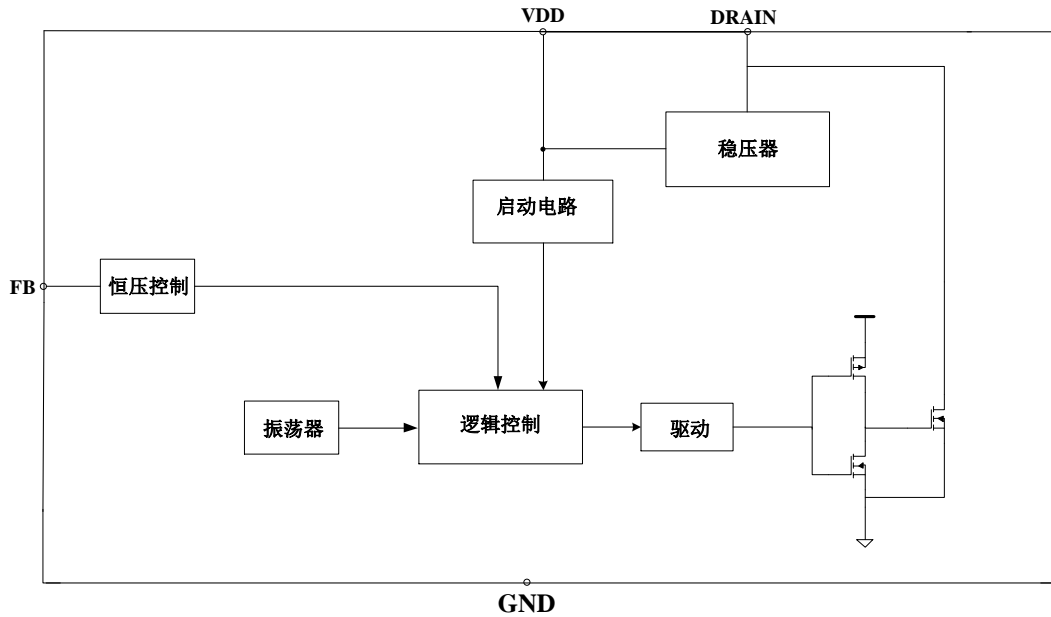 VDD
DRAIN
稳压器
启动电路
FB
恒压控制
振荡器
逻辑控制
驱动
GND